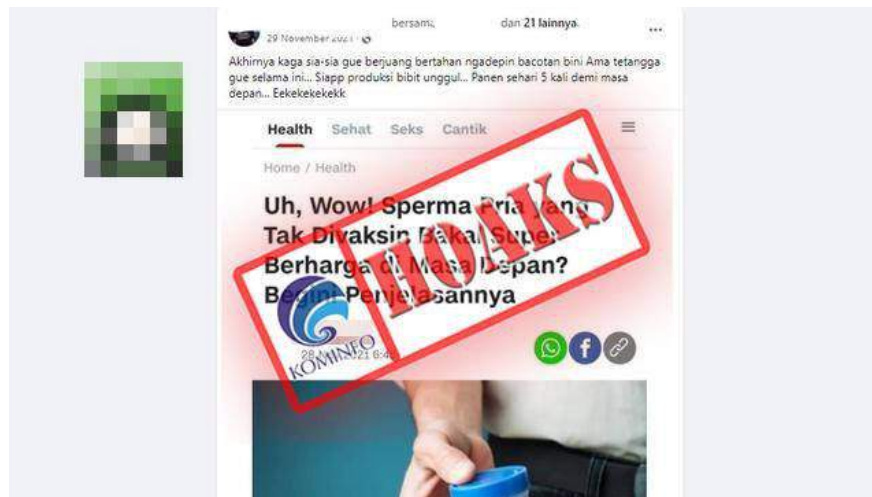 bersama dan 21 lainnya.
29 November 2021
Akhirnya kaga sia-sia gue berjuang bertahan ngadepin bacotan bini Ama tetangga
gue selama ini... Siapp produksi bibit unggul... Panen sehari 5 kali demi masa
depan... Eekekekekekk
Health Sehat Seks Cantik
Home / Health
Uh, Wow! Sperma Pria yang
Tak Divaksin Bakal Super
Berharga di Masa Depan?
Begini Penjelasannya
HOAKS
KOMINFO